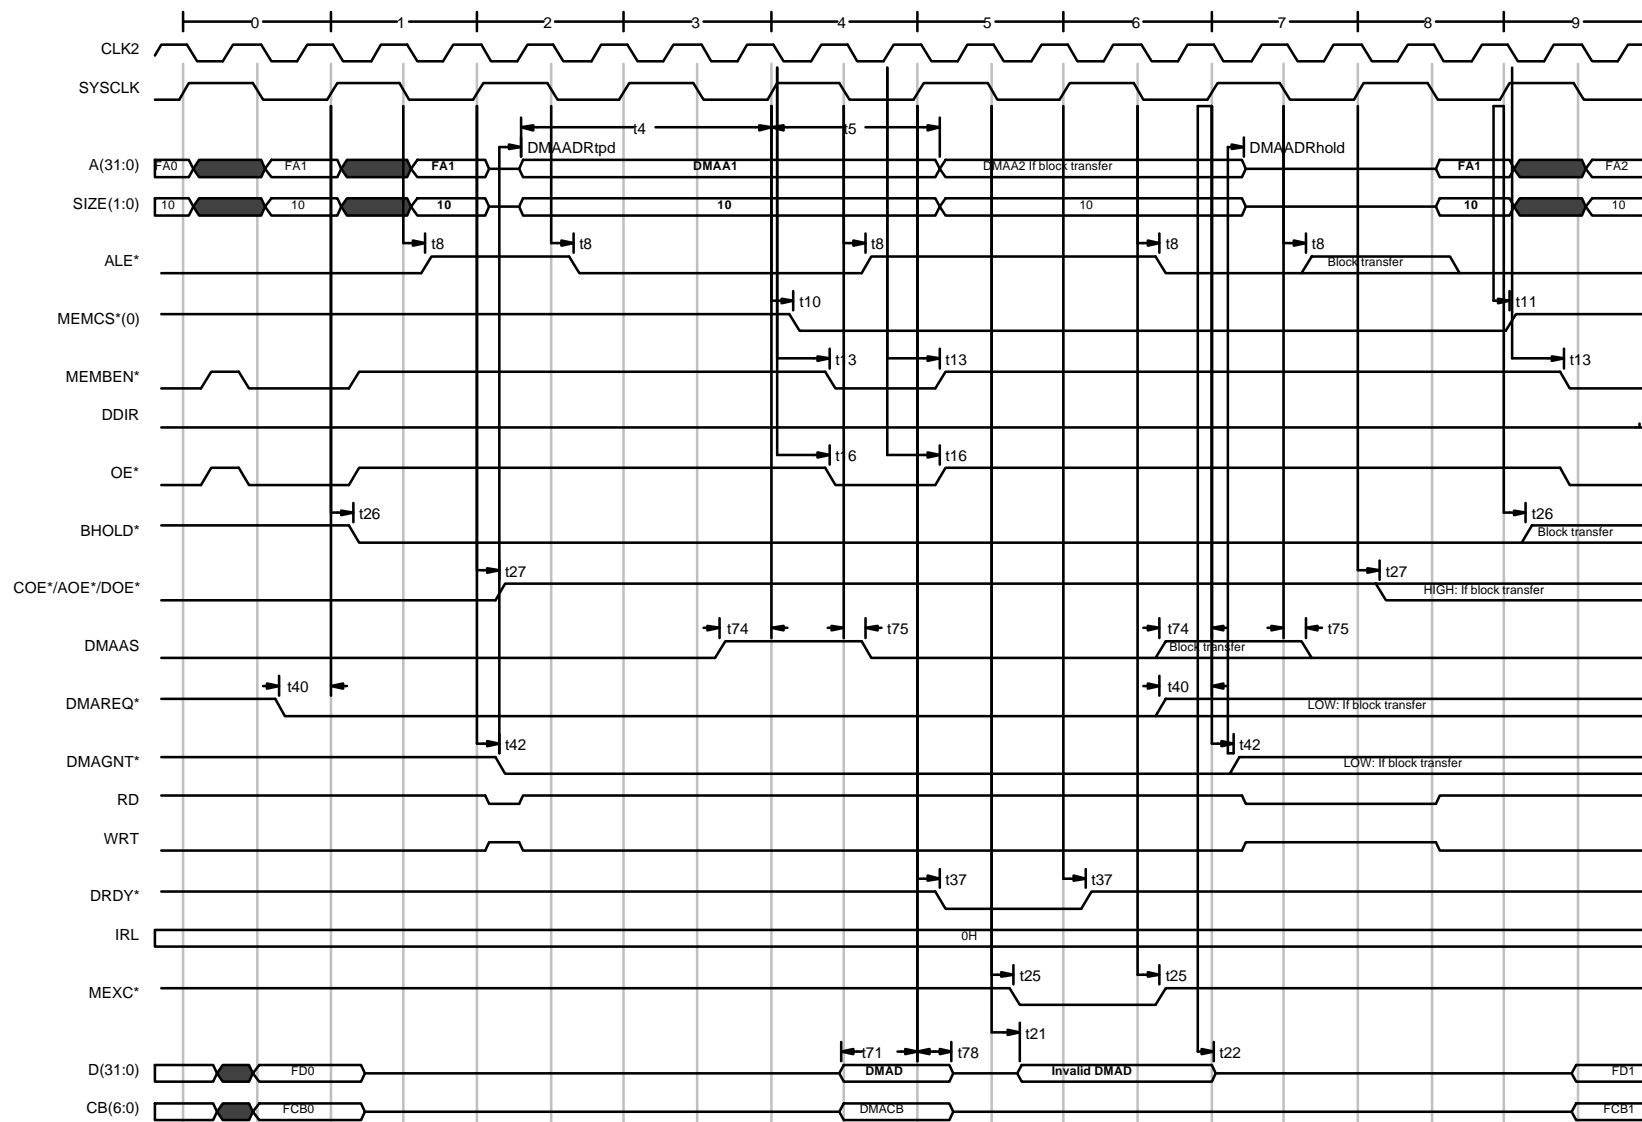 0 1 2 3 4 5 6 7 8 9
CLK2
SYSCLK
t4 t5
DMAADRtpd DMAADRhold
A(31:0) FA0 FA1 FA1 DMAA1 DMAA2 If block transfer FA1 FA2
SIZE(1:0) 10 10 10 10 10 10 10
t8 t8 t8 t8 t8
ALE* Block transfer
t10 t11
MEMCS*(0)
t13 t13 t13
MEMBEN*
DDIR
t16 t16
OE*
t26 t26
BHOLD* Block transfer
t27 t27
COE*/AOE*/DOE* HIGH: If block transfer
t74 t75 t74 t75
DMAAS Block transfer
t40 t40
DMAREQ* LOW: If block transfer
t42 t42
DMAGNT* LOW: If block transfer
RD
WRT
t37 t37
DRDY*
IRL 0H
t25 t25
MEXC*
t21
t71 t78 t22
D(31:0) FD0 DMAD Invalid DMAD FD1
CB(6:0) FCB0 DMACB FCB1